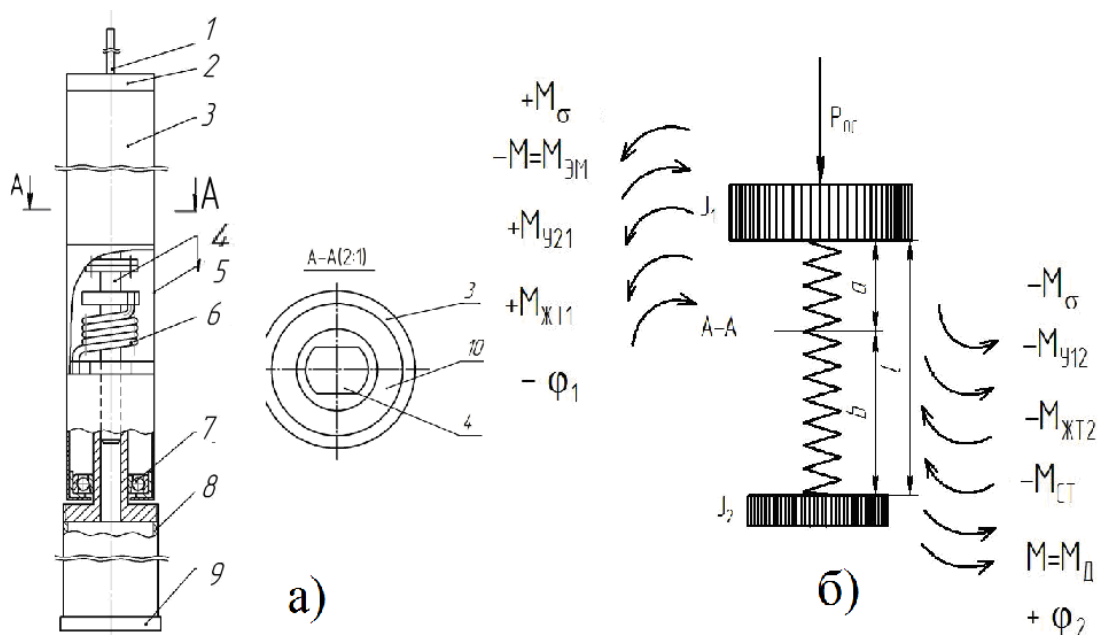 1
2
3
А
А
4
5
6
7
8
9
а)
А-А(2:1)
3
10
4
+Mσ
-M=MЭМ
+MУ21
+MЖТ1
- φ1
Pос
J1
a
А-А
b
l
J2
-Mσ
-MУ12
-MЖТ2
-MСТ
M=MД
+ φ2
б)